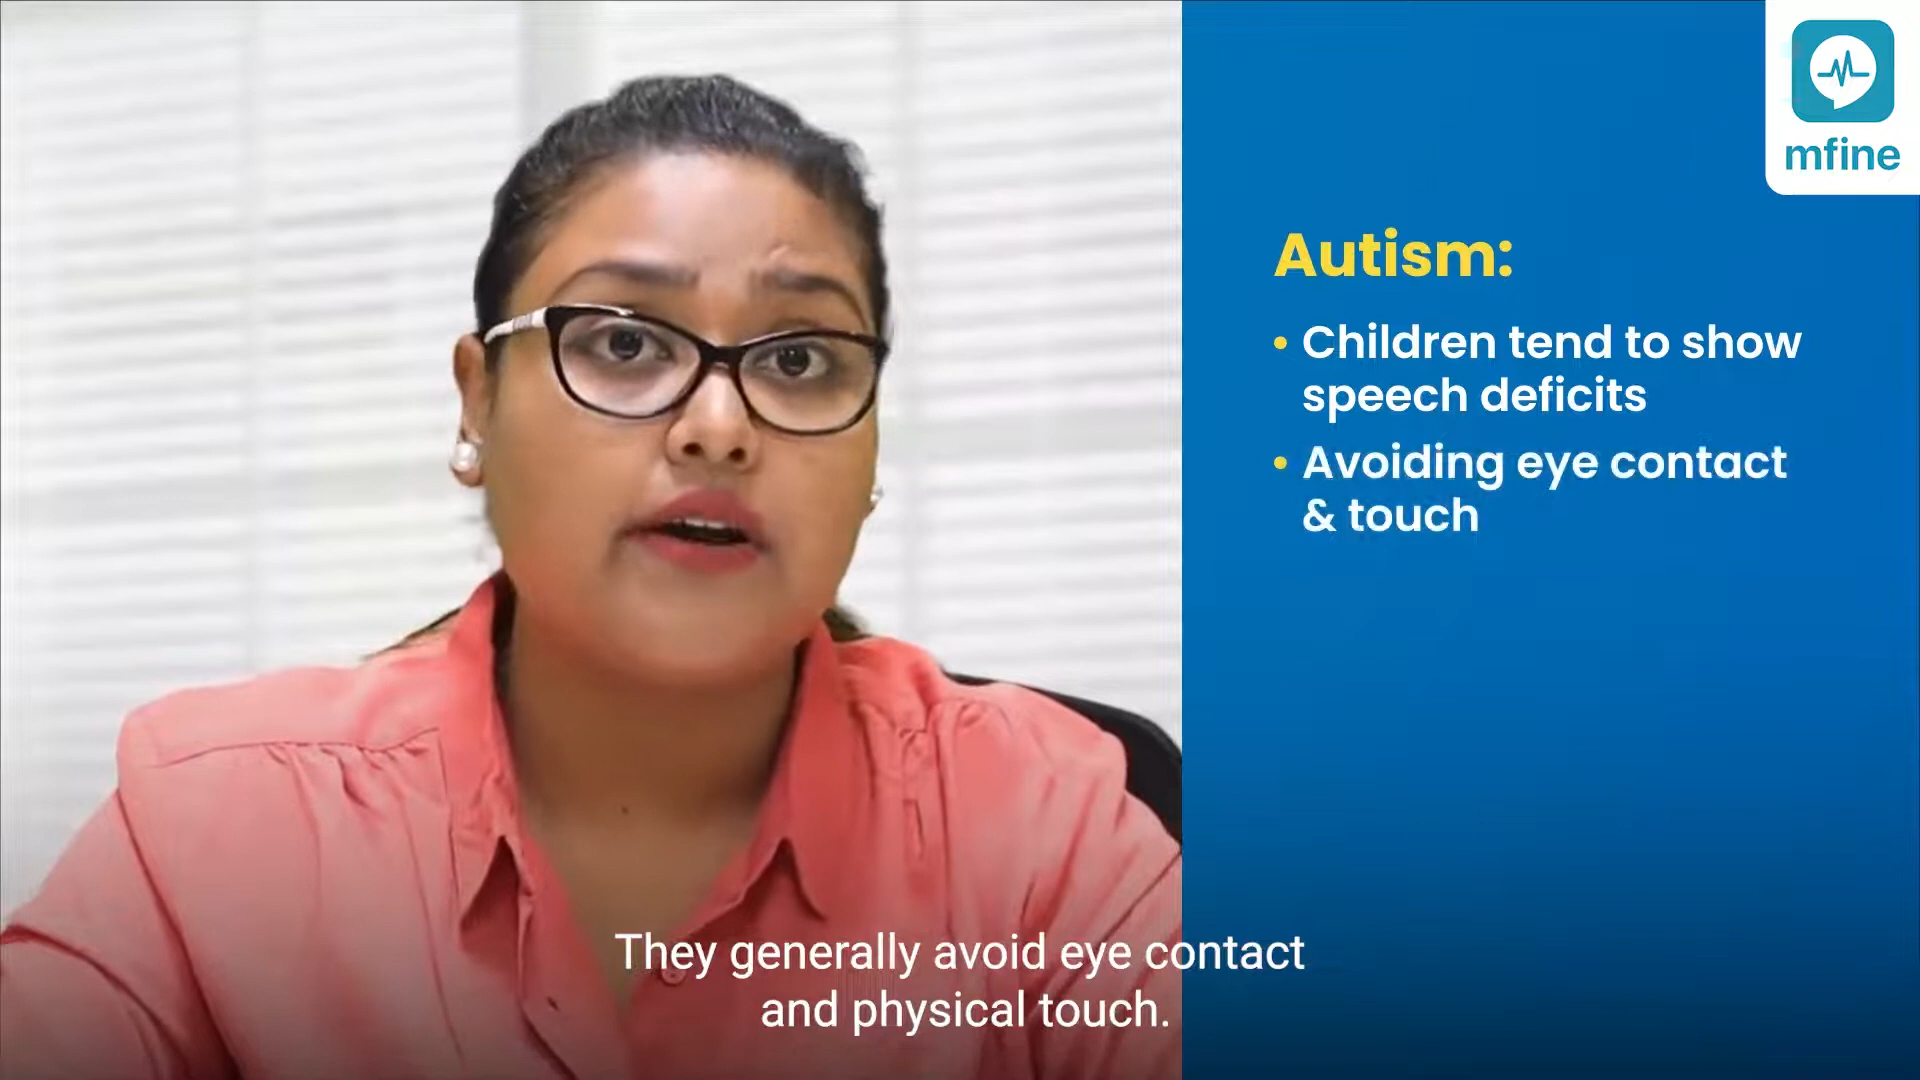 mfine
Autism:
• Children tend to show
speech deficits
• Avoiding eye contact
& touch
They generally avoid eye contact
and physical touch.